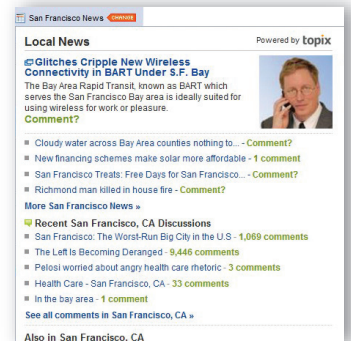 San Francisco News CHANGE
Local News
Powered by topix
Glitches Cripple New Wireless
Connectivity in BART Under S.F. Bay
The Bay Area Rapid Transit, known as BART which
serves the San Francisco Bay area is ideally suited for
using wireless for work or pleasure.
Comment?
Cloudy water across Bay Area counties nothing to... - Comment?
New financing schemes make solar more affordable - 1 comment
San Francisco Treats: Free Days for San Francisco... - Comment?
Richmond man killed in house fire - Comment?
More San Francisco News »
Recent San Francisco, CA Discussions
San Francisco: The Worst-Run Big City in the U.S - 1,069 comments
The Left Is Becoming Deranged - 9,446 comments
Pelosi worried about angry health care rhetoric - 3 comments
Health Care - San Francisco, CA - 33 comments
In the bay area - 1 comment
See all comments in San Francisco, CA »
Also in San Francisco, CA